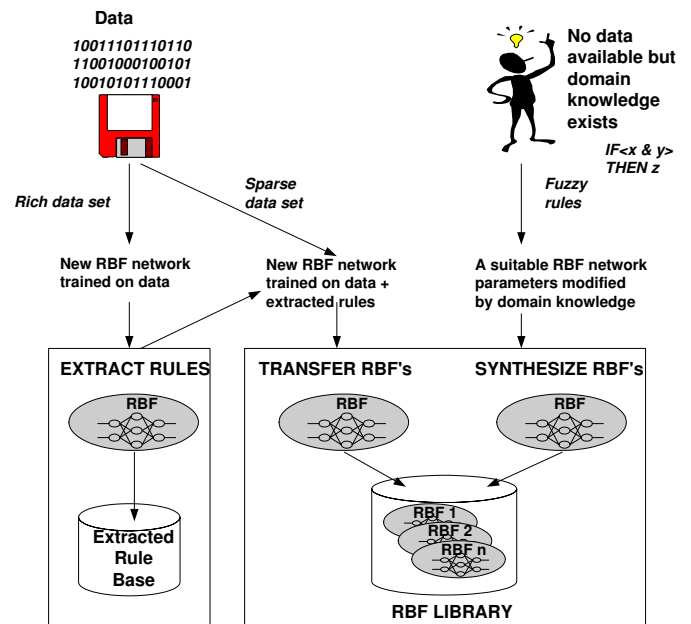 Data
10011101110110
11001000100101
10010101110001
No data
available but
domain
knowledge
exists
IF<x & y>
THEN z
Rich data set
Sparse
data set
Fuzzy
rules
New RBF network
trained on data
New RBF network
trained on data +
extracted rules
A suitable RBF network
parameters modified
by domain knowledge
EXTRACT RULES
TRANSFER RBF's
SYNTHESIZE RBF's
RBF
RBF
RBF
Extracted
Rule
Base
RBF 1
RBF 2
RBF n
RBF LIBRARY